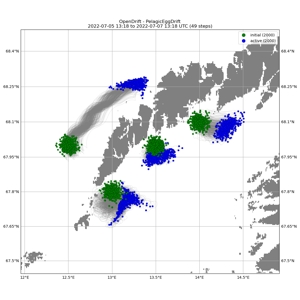 OpenDrift - PelagicEggDrift
2022-07-05 13:18 to 2022-07-07 13:18 UTC (49 steps)
initial (2000)
active (2000)
68.4°N
68.25°N
68.1°N
67.95°N
67.8°N
67.65°N
67.5°N
12°E
12.5°E
13°E
13.5°E
14°E
14.5°E